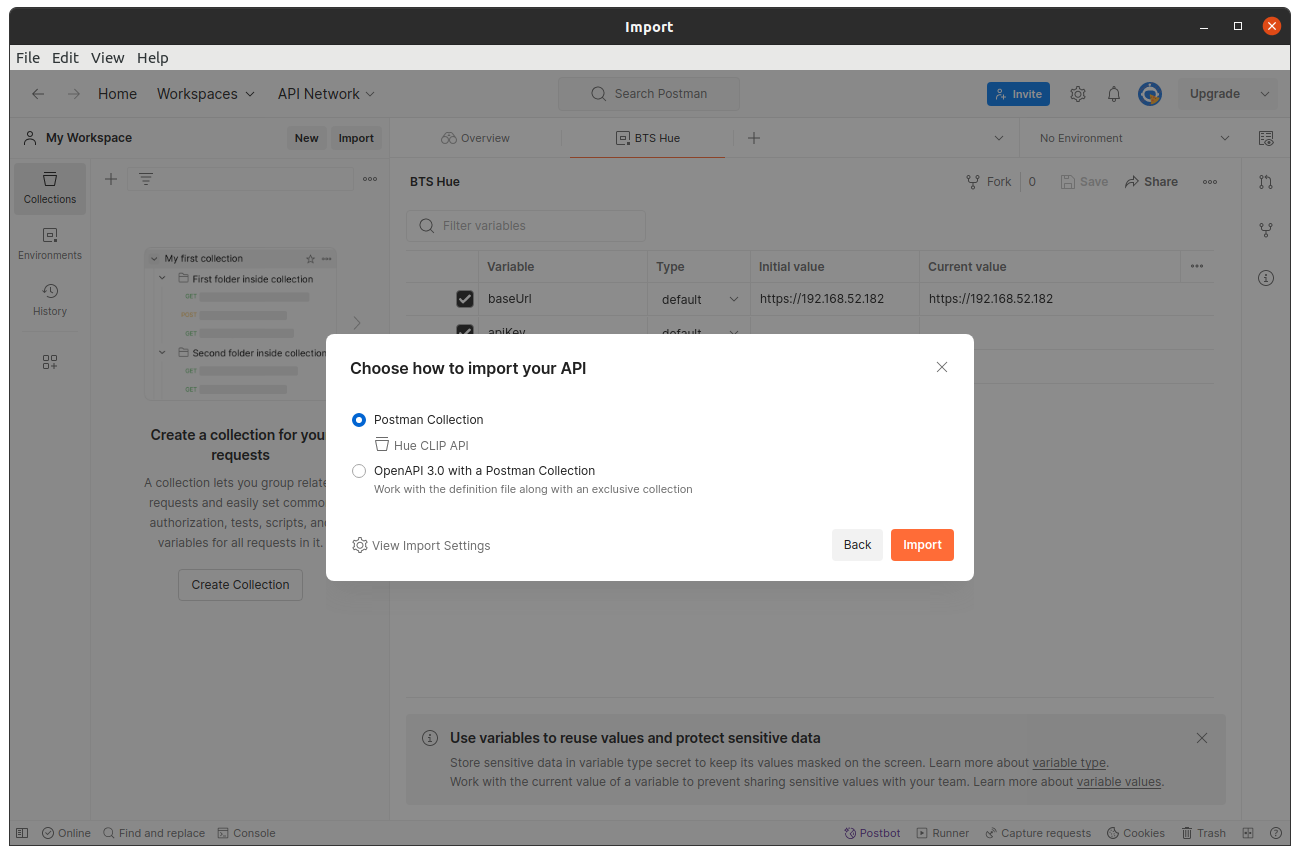 Import
File Edit View Help
Home Workspaces API Network Search Postman Invite Upgrade
My Workspace New Import Overview BTS Hue No Environment
Collections
Environments
History
My first collection
First folder inside collection
GET
POST
GET
Second folder inside collection
GET
GET
Create a collection for you
requests
A collection lets you group relate
requests and easily set commo
authorization, tests, scripts, an
variables for all requests in it.
Create Collection
BTS Hue Fork 0 Save Share
Filter variables
Variable Type Initial value Current value
baseUrl default https://192.168.52.182 https://192.168.52.182
apiKey default
Choose how to import your API
Postman Collection
Hue CLIP API
OpenAPI 3.0 with a Postman Collection
Work with the definition file along with an exclusive collection
View Import Settings Back Import
Use variables to reuse values and protect sensitive data
Store sensitive data in variable type secret to keep its values masked on the screen. Learn more about variable type.
Work with the current value of a variable to prevent sharing sensitive values with your team. Learn more about variable values.
Online Find and replace Console Postbot Runner Capture requests Cookies Trash